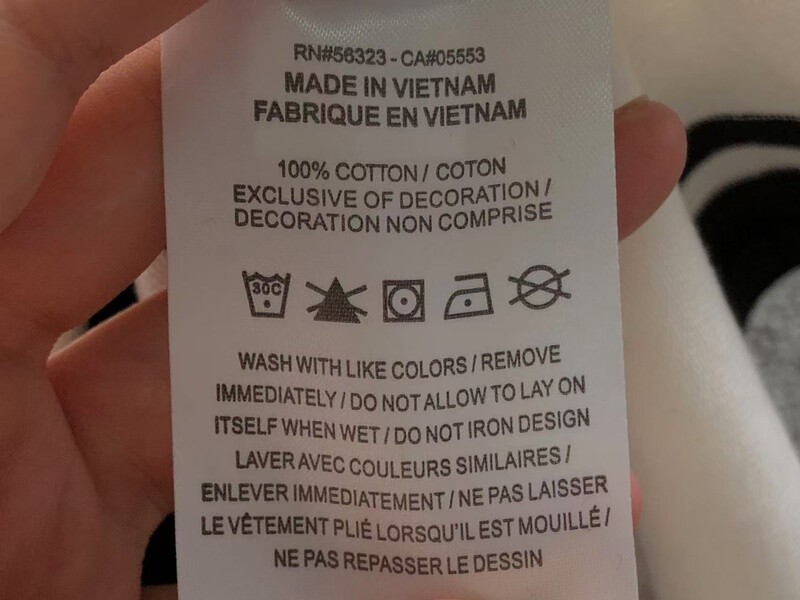 RN#56323 - CA#05553
MADE IN VIETNAM
FABRIQUE EN VIETNAM
100% COTTON / COTON
EXCLUSIVE OF DECORATION /
DECORATION NON COMPRISE
30C
WASH WITH LIKE COLORS / REMOVE
IMMEDIATELY / DO NOT ALLOW TO LAY ON
ITSELF WHEN WET / DO NOT IRON DESIGN
LAVER AVEC COULEURS SIMILAIRES /
ENLEVER IMMEDIATEMENT / NE PAS LAISSER
LE VÊTEMENT PLIÉ LORSQU'IL EST MOUILLÉ /
NE PAS REPASSER LE DESSIN